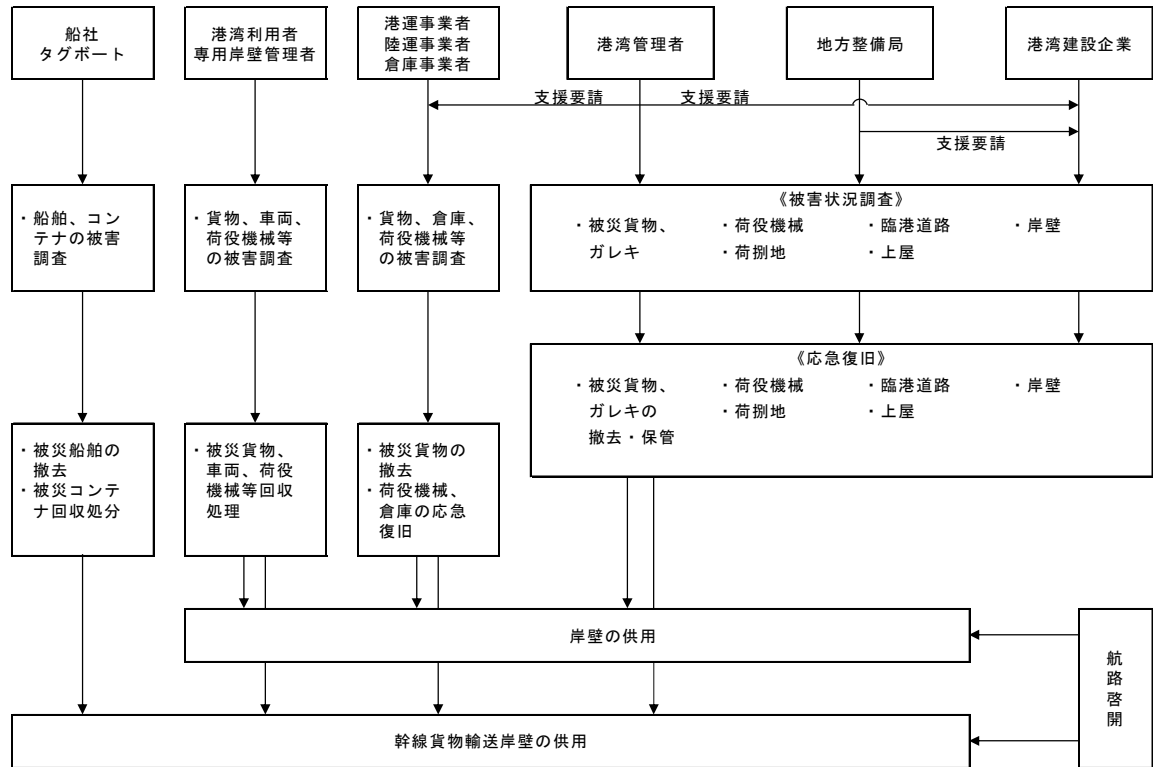 船社
タグボート
港湾利用者
専用岸壁管理者
港運事業者
陸運事業者
倉庫事業者
港湾管理者
地方整備局
港湾建設企業
支援要請
支援要請
支援要請
・船舶、コン
テナの被害
調査
・貨物、車両、
荷役機械等
の被害調査
・貨物、倉庫、
荷役機械等
の被害調査
《被害状況調査》
・被災貨物、
ガレキ
・荷役機械
・荷捌地
・臨港道路
・上屋
・岸壁
《応急復旧》
・被災貨物、
ガレキの
撤去・保管
・荷役機械
・荷捌地
・臨港道路
・上屋
・岸壁
・被災船舶の
撤去
・被災コンテ
ナ回収処分
・被災貨物、
車両、荷役
機械等回収
処理
・被災貨物の
撤去
・荷役機械、
倉庫の応急
復旧
岸壁の供用
航路啓開
幹線貨物輸送岸壁の供用